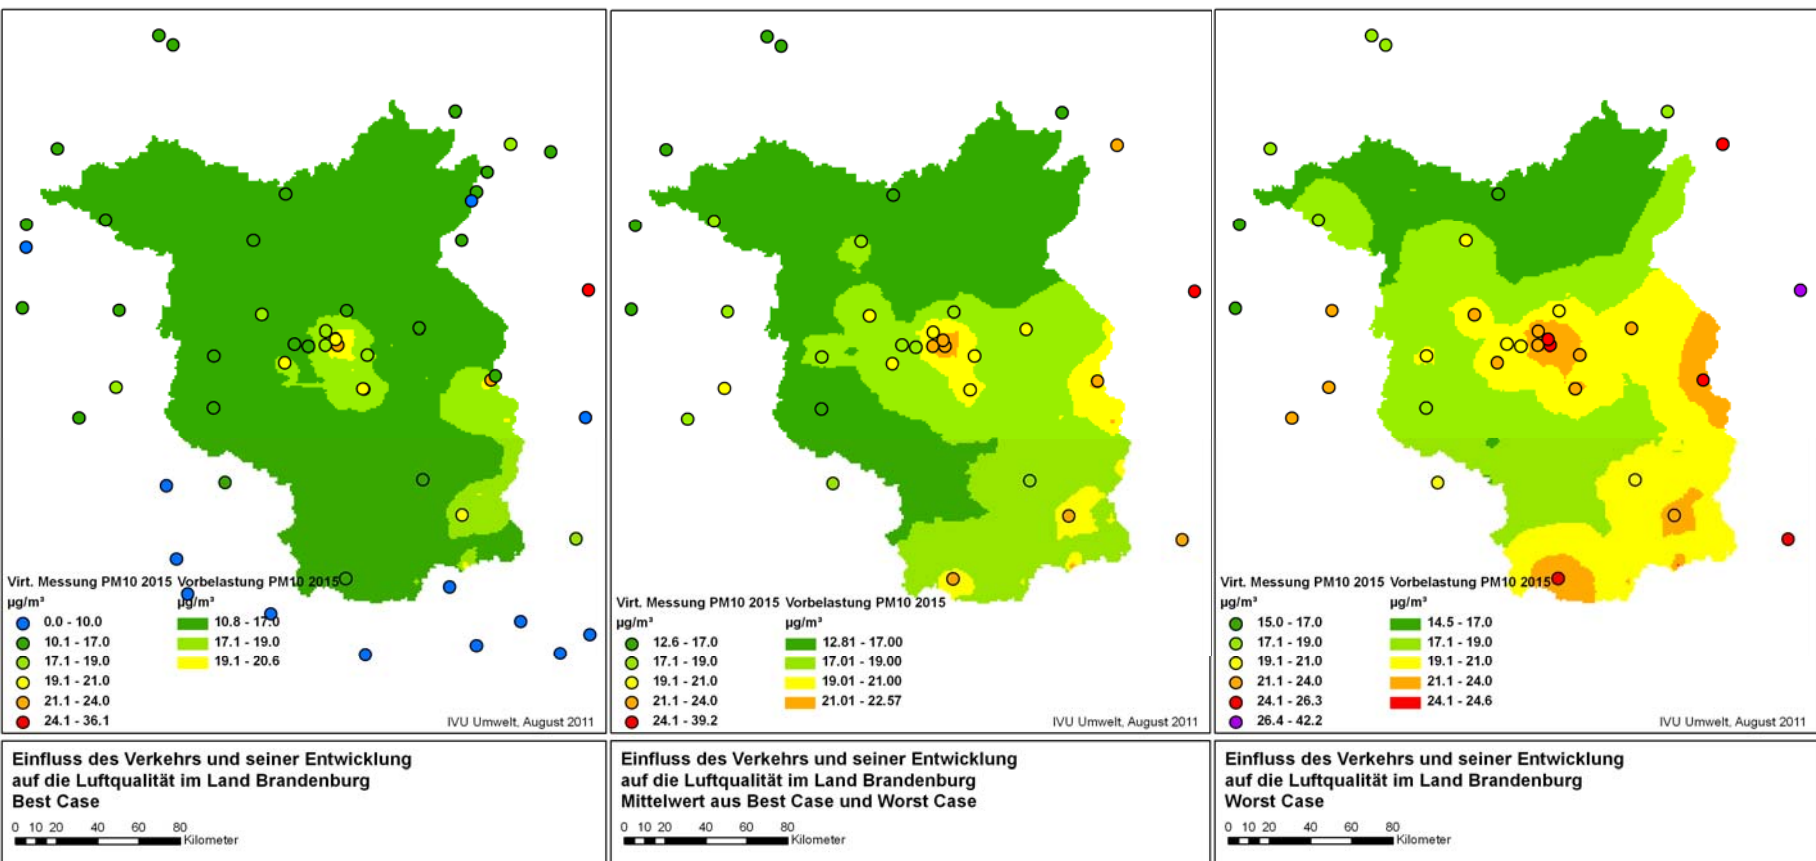 Virt. Messung PM10 2015 Vorbelastung PM10 2015
µg/m³ µg/m³
0.0 - 10.0 10.8 - 17.0
10.1 - 17.0 17.1 - 19.0
17.1 - 19.0 19.1 - 20.6
19.1 - 21.0
21.1 - 24.0
24.1 - 36.1
IVU Umwelt, August 2011
Einfluss des Verkehrs und seiner Entwicklung
auf die Luftqualität im Land Brandenburg
Best Case
0 10 20 40 60 80
Kilometer
Virt. Messung PM10 2015 Vorbelastung PM10 2015
µg/m³ µg/m³
12.6 - 17.0 12.81 - 17.00
17.1 - 19.0 17.01 - 19.00
19.1 - 21.0 19.01 - 21.00
21.1 - 24.0 21.01 - 22.57
24.1 - 39.2
IVU Umwelt, August 2011
Einfluss des Verkehrs und seiner Entwicklung
auf die Luftqualität im Land Brandenburg
Mittelwert aus Best Case und Worst Case
0 10 20 40 60 80
Kilometer
Virt. Messung PM10 2015 Vorbelastung PM10 2015
µg/m³ µg/m³
15.0 - 17.0 14.5 - 17.0
17.1 - 19.0 17.1 - 19.0
19.1 - 21.0 19.1 - 21.0
21.1 - 24.0 21.1 - 24.0
24.1 - 26.3 24.1 - 24.6
26.4 - 42.2
IVU Umwelt, August 2011
Einfluss des Verkehrs und seiner Entwicklung
auf die Luftqualität im Land Brandenburg
Worst Case
0 10 20 40 60 80
Kilometer